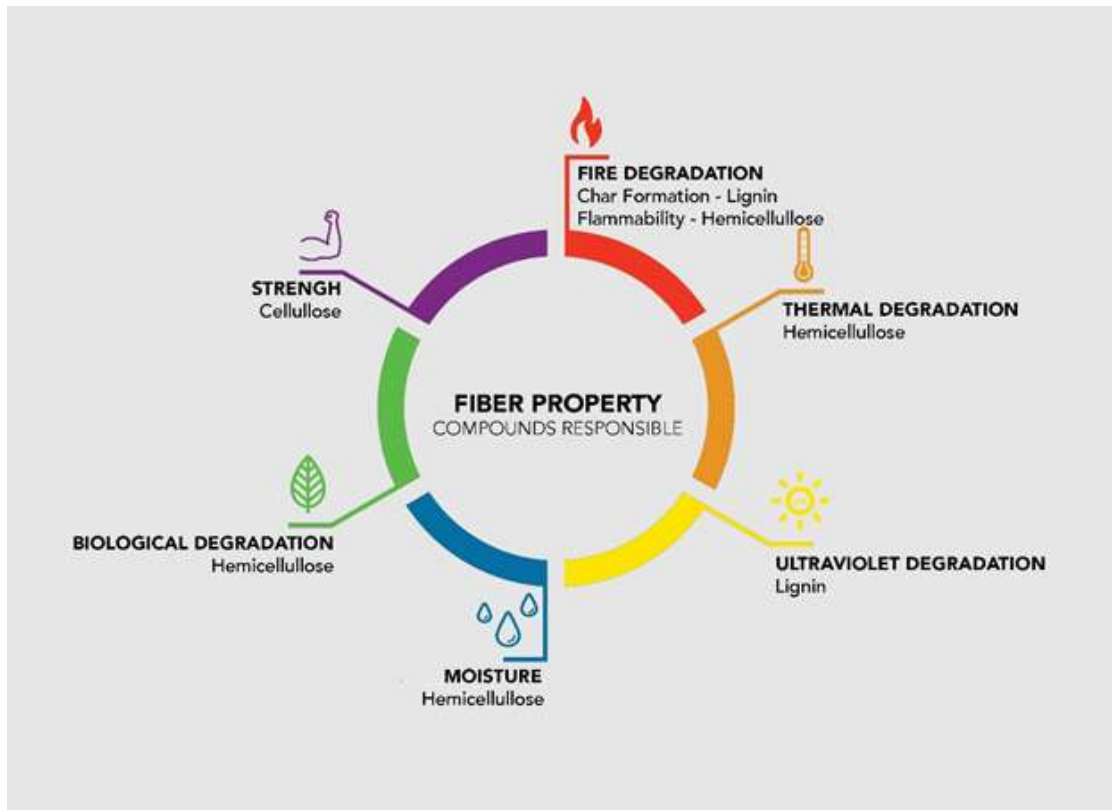 FIRE DEGRADATION
Char Formation - Lignin
Flammability - Hemicellullose
STRENGH
Cellullose
THERMAL DEGRADATION
Hemicellullose
FIBER PROPERTY
COMPOUNDS RESPONSIBLE
BIOLOGICAL DEGRADATION
Hemicellullose
ULTRAVIOLET DEGRADATION
Lignin
MOISTURE
Hemicellullose